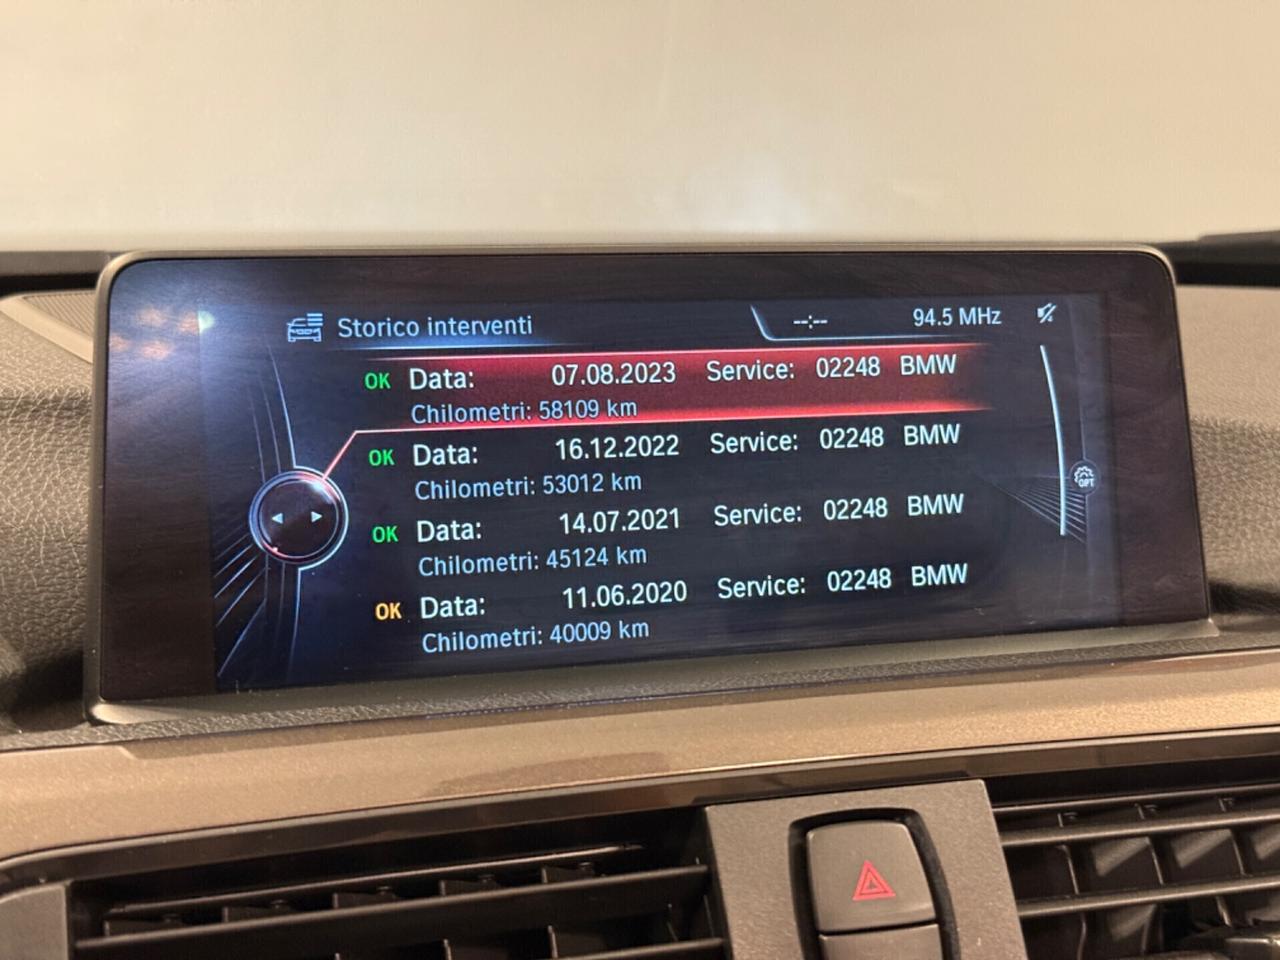 Storico interventi --:-- 94.5 MHz
OK Data: 07.08.2023 Service: 02248 BMW
Chilometri: 58109 km
OK Data: 16.12.2022 Service: 02248 BMW
Chilometri: 53012 km
OK Data: 14.07.2021 Service: 02248 BMW
Chilometri: 45124 km
OK Data: 11.06.2020 Service: 02248 BMW
Chilometri: 40009 km
OPT